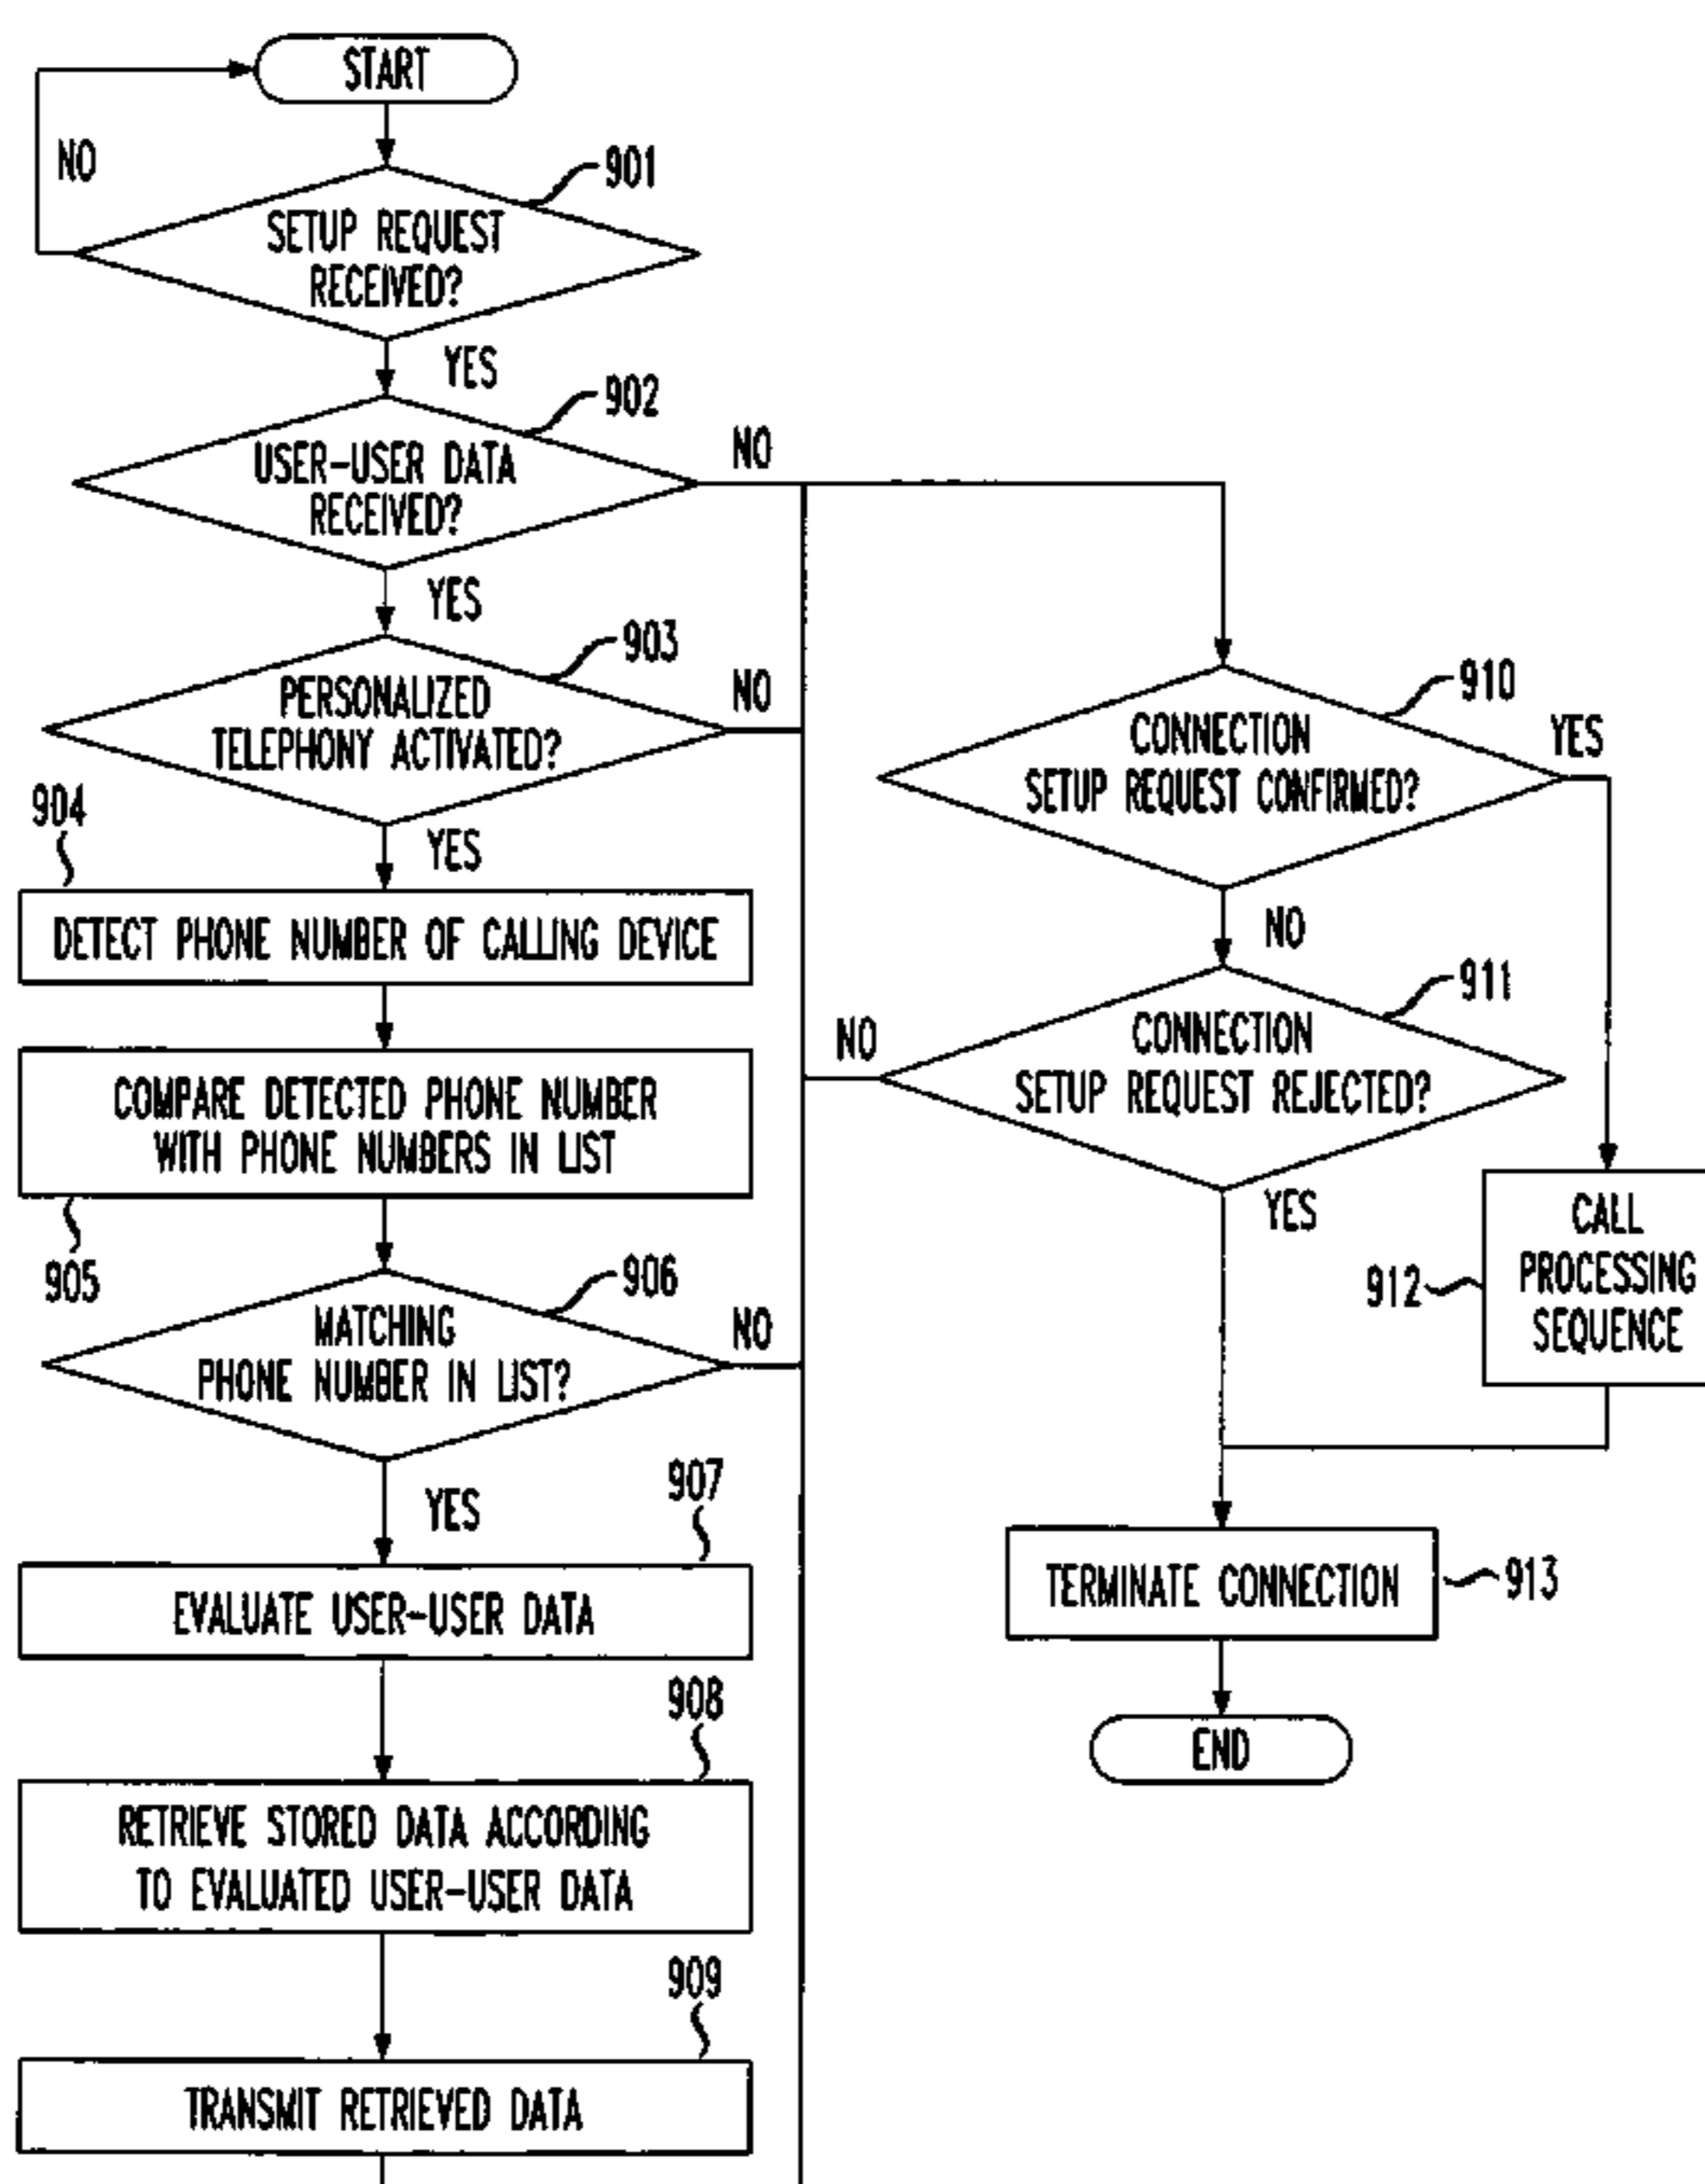 START
NO
901
SETUP REQUEST
RECEIVED?
YES
902
USER-USER DATA
RECEIVED?
NO
YES
903
PERSONALIZED
TELEPHONY ACTIVATED?
NO
YES
904
DETECT PHONE NUMBER OF CALLING DEVICE
COMPARE DETECTED PHONE NUMBER
WITH PHONE NUMBERS IN LIST
905
906
MATCHING
PHONE NUMBER IN LIST?
NO
YES
907
EVALUATE USER-USER DATA
908
RETRIEVE STORED DATA ACCORDING
TO EVALUATED USER-USER DATA
909
TRANSMIT RETRIEVED DATA
910
CONNECTION
SETUP REQUEST CONFIRMED?
YES
NO
911
CONNECTION
SETUP REQUEST REJECTED?
NO
YES
CALL
PROCESSING
SEQUENCE
912
TERMINATE CONNECTION
913
END